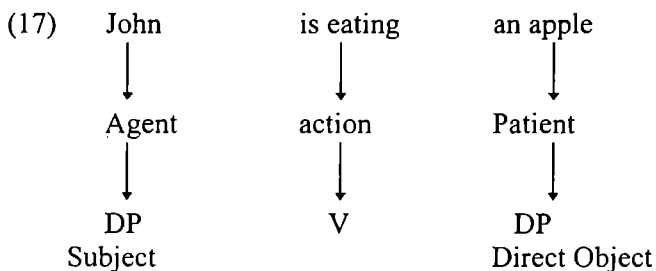 (17) John is eating an apple
Agent action Patient
DP V DP
Subject Direct Object